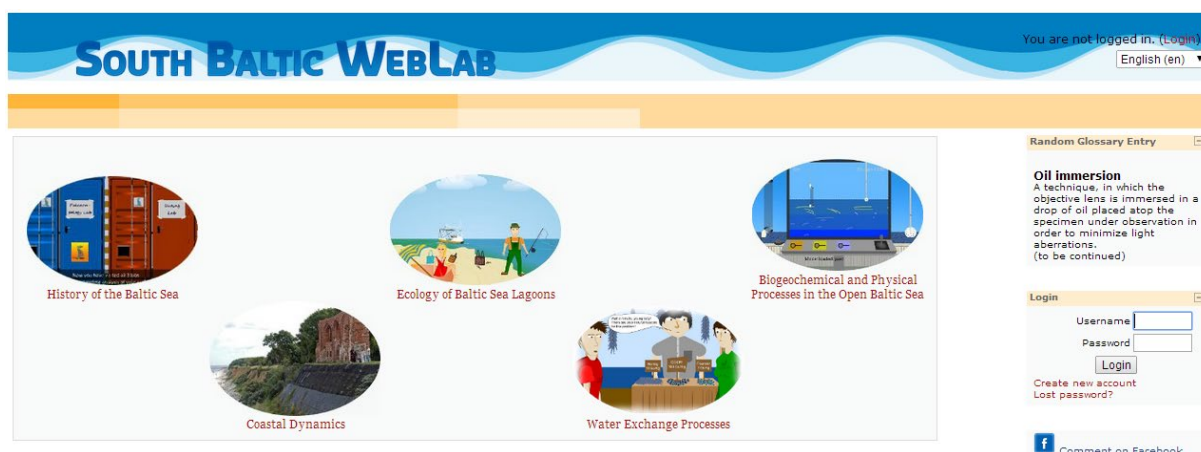 SOUTH BALTIC WEBLAB
You are not logged in. (Login)
English (en)
History of the Baltic Sea
Ecology of Baltic Sea Lagoons
Biogeochemical and Physical
Processes in the Open Baltic Sea
Coastal Dynamics
Water Exchange Processes
Random Glossary Entry
Oil immersion
A technique, in which the
objective lens is immersed in a
drop of oil placed atop the
specimen under observation in
order to minimize light
aberrations.
(to be continued)
Login
Username
Password
Login
Create new account
Lost password?
Comment on Facebook